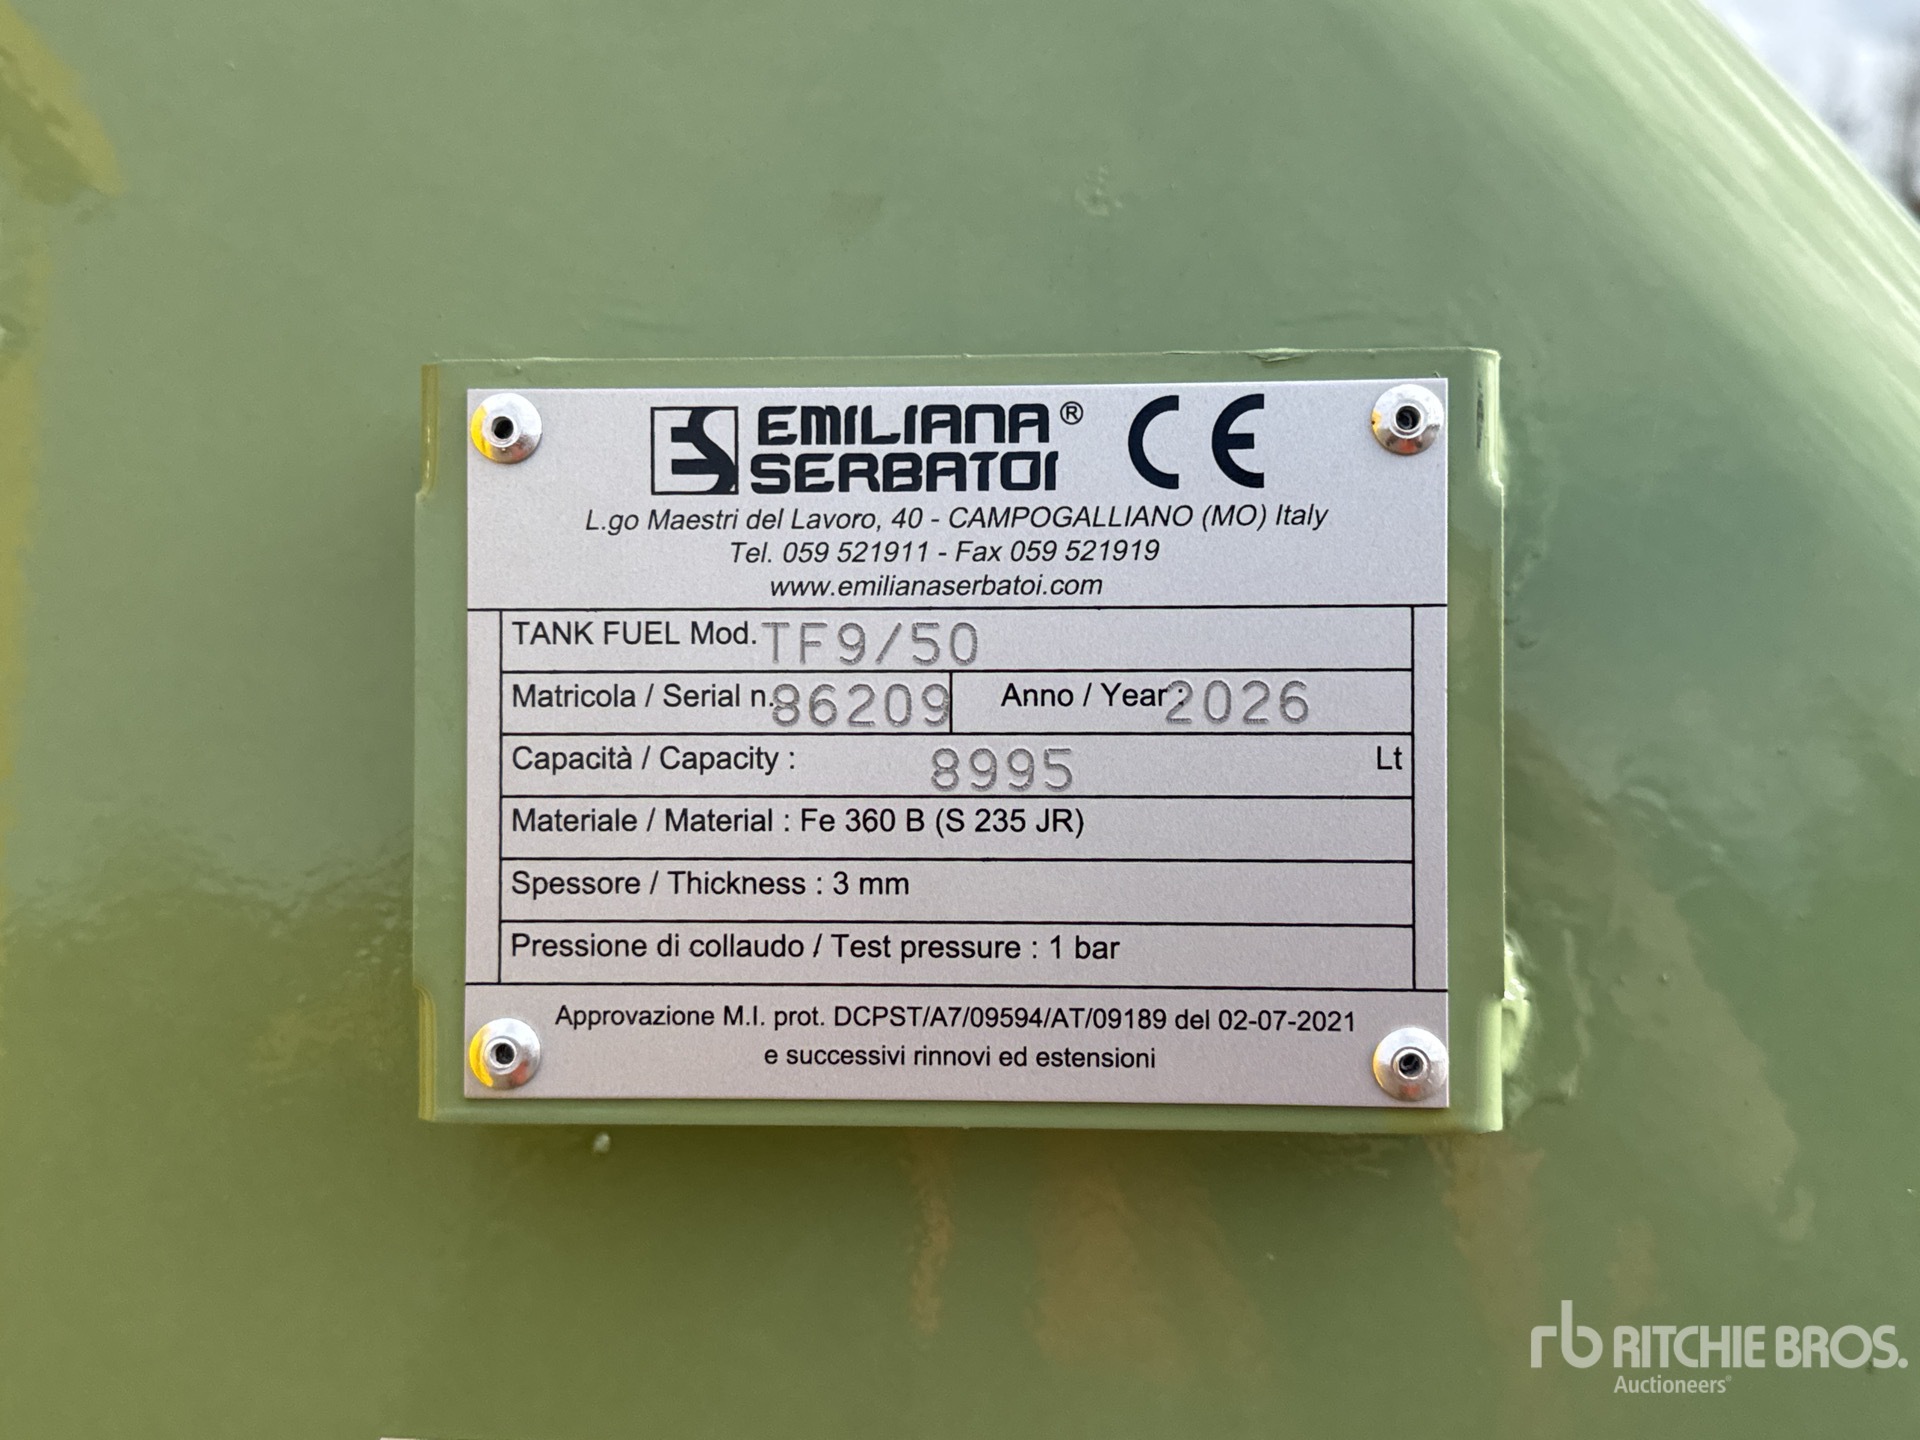 EMILIANA®
SERBATOI
CE
L.go Maestri del Lavoro, 40 - CAMPOGALLIANO (MO) Italy
Tel. 059 521911 - Fax 059 521919
www.emilianaserbatoi.com
TANK FUEL Mod. TF9/50
Matricola / Serial n. 86209 Anno / Year : 2026
Capacità / Capacity : 8995 Lt
Materiale / Material : Fe 360 B (S 235 JR)
Spessore / Thickness : 3 mm
Pressione di collaudo / Test pressure : 1 bar
Approvazione M.I. prot. DCPST/A7/09594/AT/09189 del 02-07-2021
e successivi rinnovi ed estensioni
rb RITCHIE BROS.
Auctioneers®